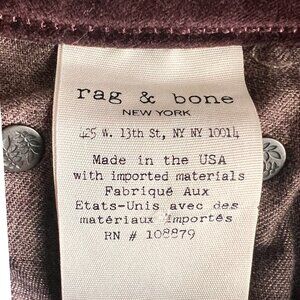 rag & bone
NEW YORK
425 W. 13th St, NY NY 10014
Made in the USA
with imported materials
Fabriqué Aux
Etats-Unis avec des
matériaux importés
RN # 108879